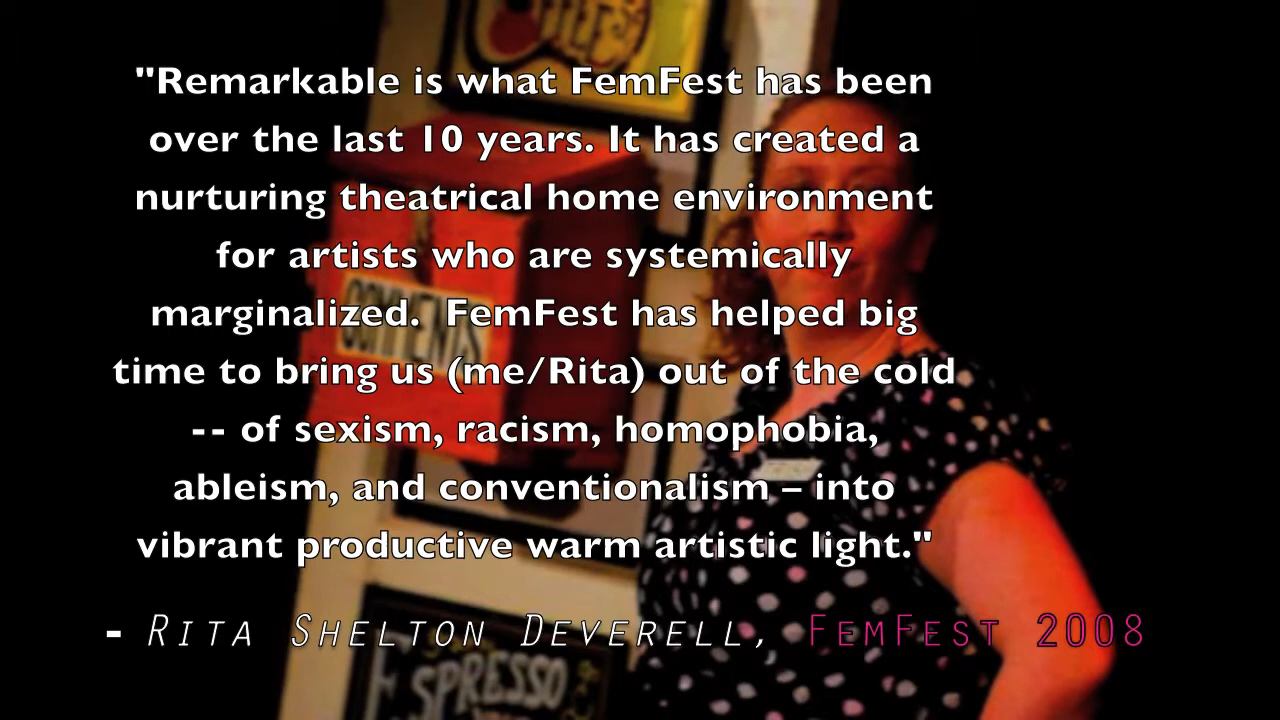 "Remarkable is what FemFest has been
over the last 10 years. It has created a
nurturing theatrical home environment
for artists who are systemically
marginalized.  FemFest has helped big
time to bring us (me/Rita) out of the cold
-- of sexism, racism, homophobia,
ableism, and conventionalism – into
vibrant productive warm artistic light."
- Rita Shelton Deverell, FemFest 2008
COMMENTS
ESPRESSO